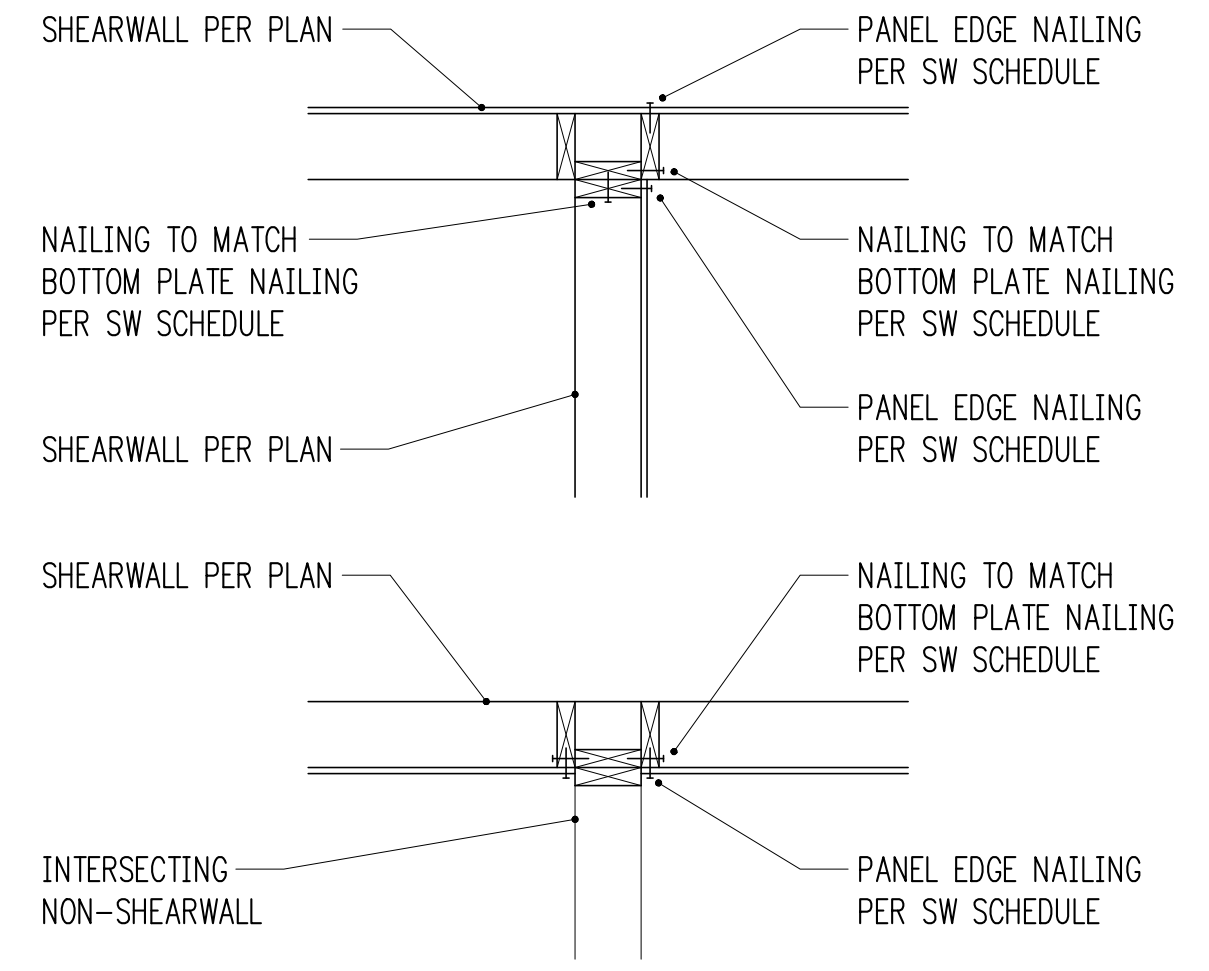 SHEARWALL PER PLAN
PANEL EDGE NAILING
PER SW SCHEDULE
NAILING TO MATCH
BOTTOM PLATE NAILING
PER SW SCHEDULE
NAILING TO MATCH
BOTTOM PLATE NAILING
PER SW SCHEDULE
SHEARWALL PER PLAN
PANEL EDGE NAILING
PER SW SCHEDULE
SHEARWALL PER PLAN
NAILING TO MATCH
BOTTOM PLATE NAILING
PER SW SCHEDULE
INTERSECTING
NON-SHEARWALL
PANEL EDGE NAILING
PER SW SCHEDULE